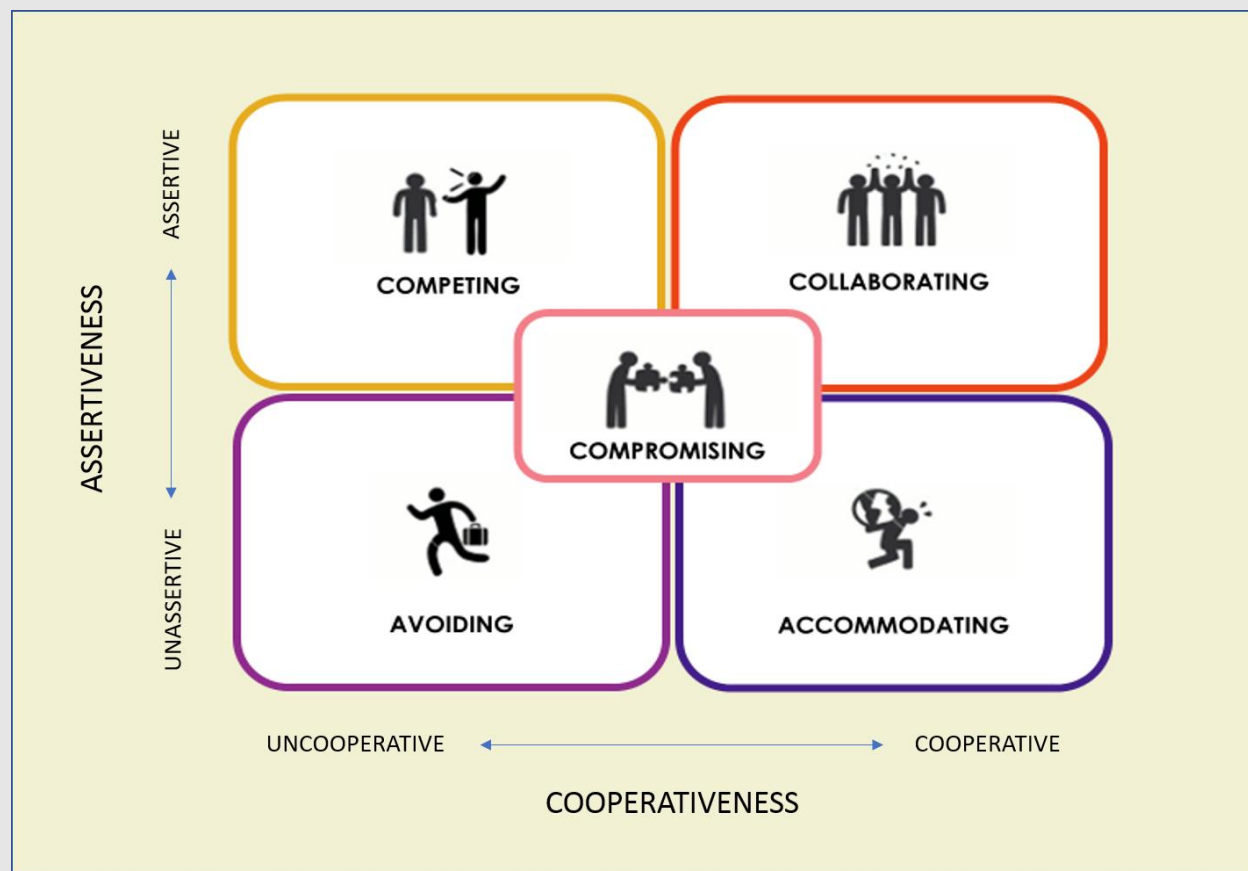 ASSERTIVENESS
ASSERTIVE
UNASSERTIVE
COMPETING
COLLABORATING
COMPROMISING
AVOIDING
ACCOMMODATING
UNCOOPERATIVE
COOPERATIVE
COOPERATIVENESS